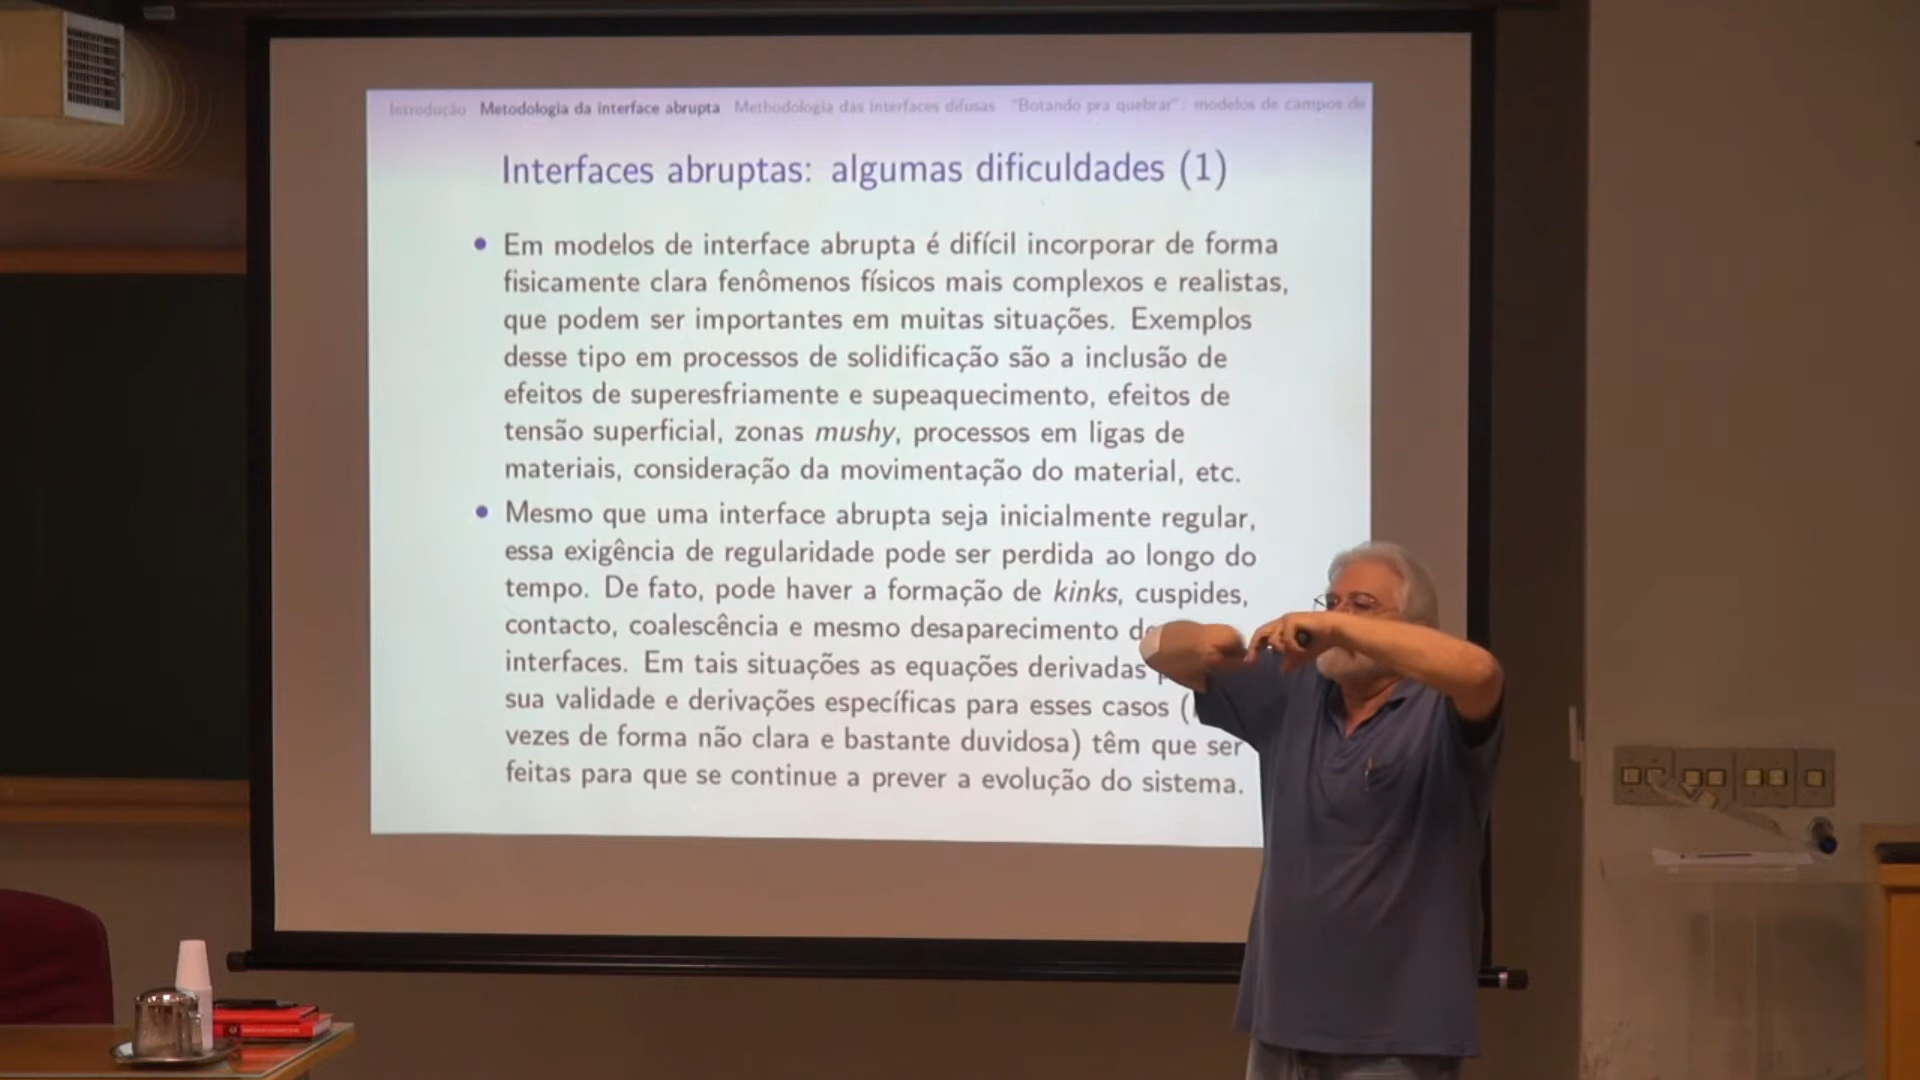 Introdução Metodologia da interface abrupta Methodologia das interfaces difusas "Botando pra quebrar": modelos de campos de
Interfaces abruptas: algumas dificuldades (1)
• Em modelos de interface abrupta é difícil incorporar de forma
fisicamente clara fenômenos físicos mais complexos e realistas,
que podem ser importantes em muitas situações. Exemplos
desse tipo em processos de solidificação são a inclusão de
efeitos de superesfriamente e supeaquecimento, efeitos de
tensão superficial, zonas mushy, processos em ligas de
materiais, consideração da movimentação do material, etc.
• Mesmo que uma interface abrupta seja inicialmente regular,
essa exigência de regularidade pode ser perdida ao longo do
tempo. De fato, pode haver a formação de kinks, cuspides,
contacto, coalescência e mesmo desaparecimento de
interfaces. Em tais situações as equações derivadas
sua validade e derivações específicas para esses casos (
vezes de forma não clara e bastante duvidosa) têm que ser
feitas para que se continue a prever a evolução do sistema.